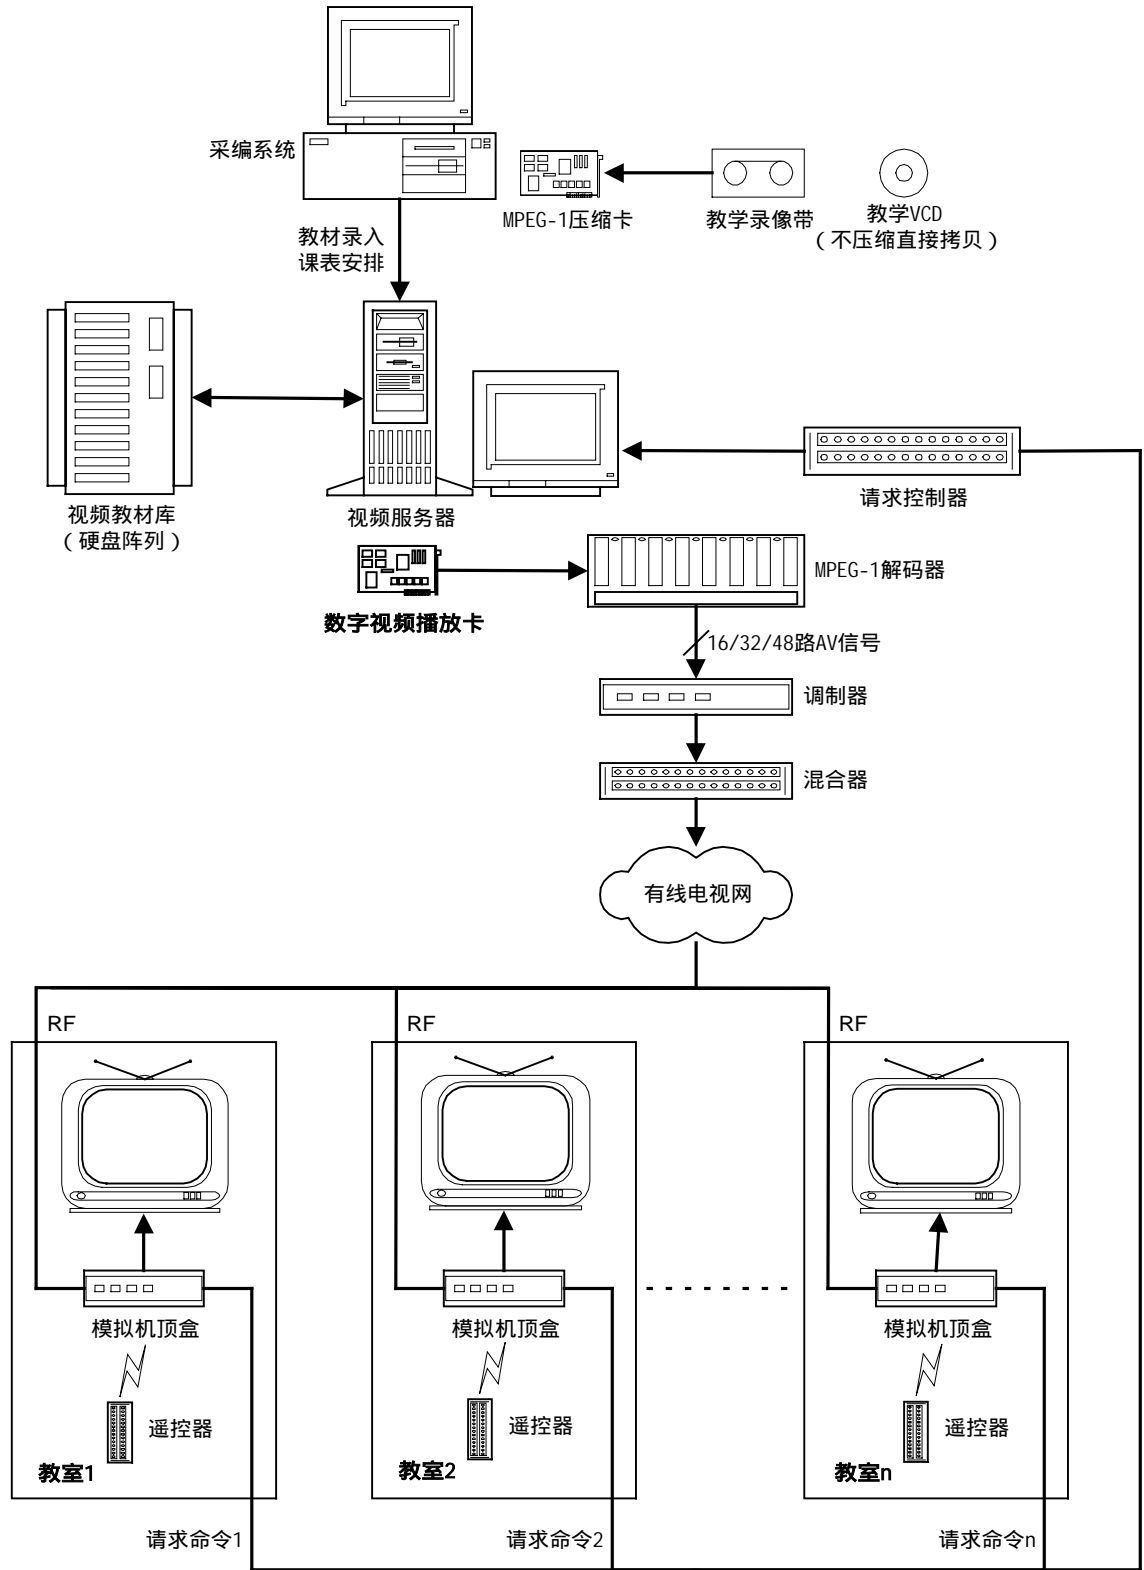 采编系统
MPEG-1压缩卡
教学录像带
教学VCD
（不压缩直接拷贝）
教材录入
课表安排
视频教材库
（硬盘阵列）
视频服务器
请求控制器
MPEG-1解码器
数字视频播放卡
16/32/48路AV信号
调制器
混合器
有线电视网
RF
RF
RF
模拟机顶盒
模拟机顶盒
模拟机顶盒
遥控器
遥控器
遥控器
教室1
教室2
教室n
请求命令1
请求命令2
请求命令n